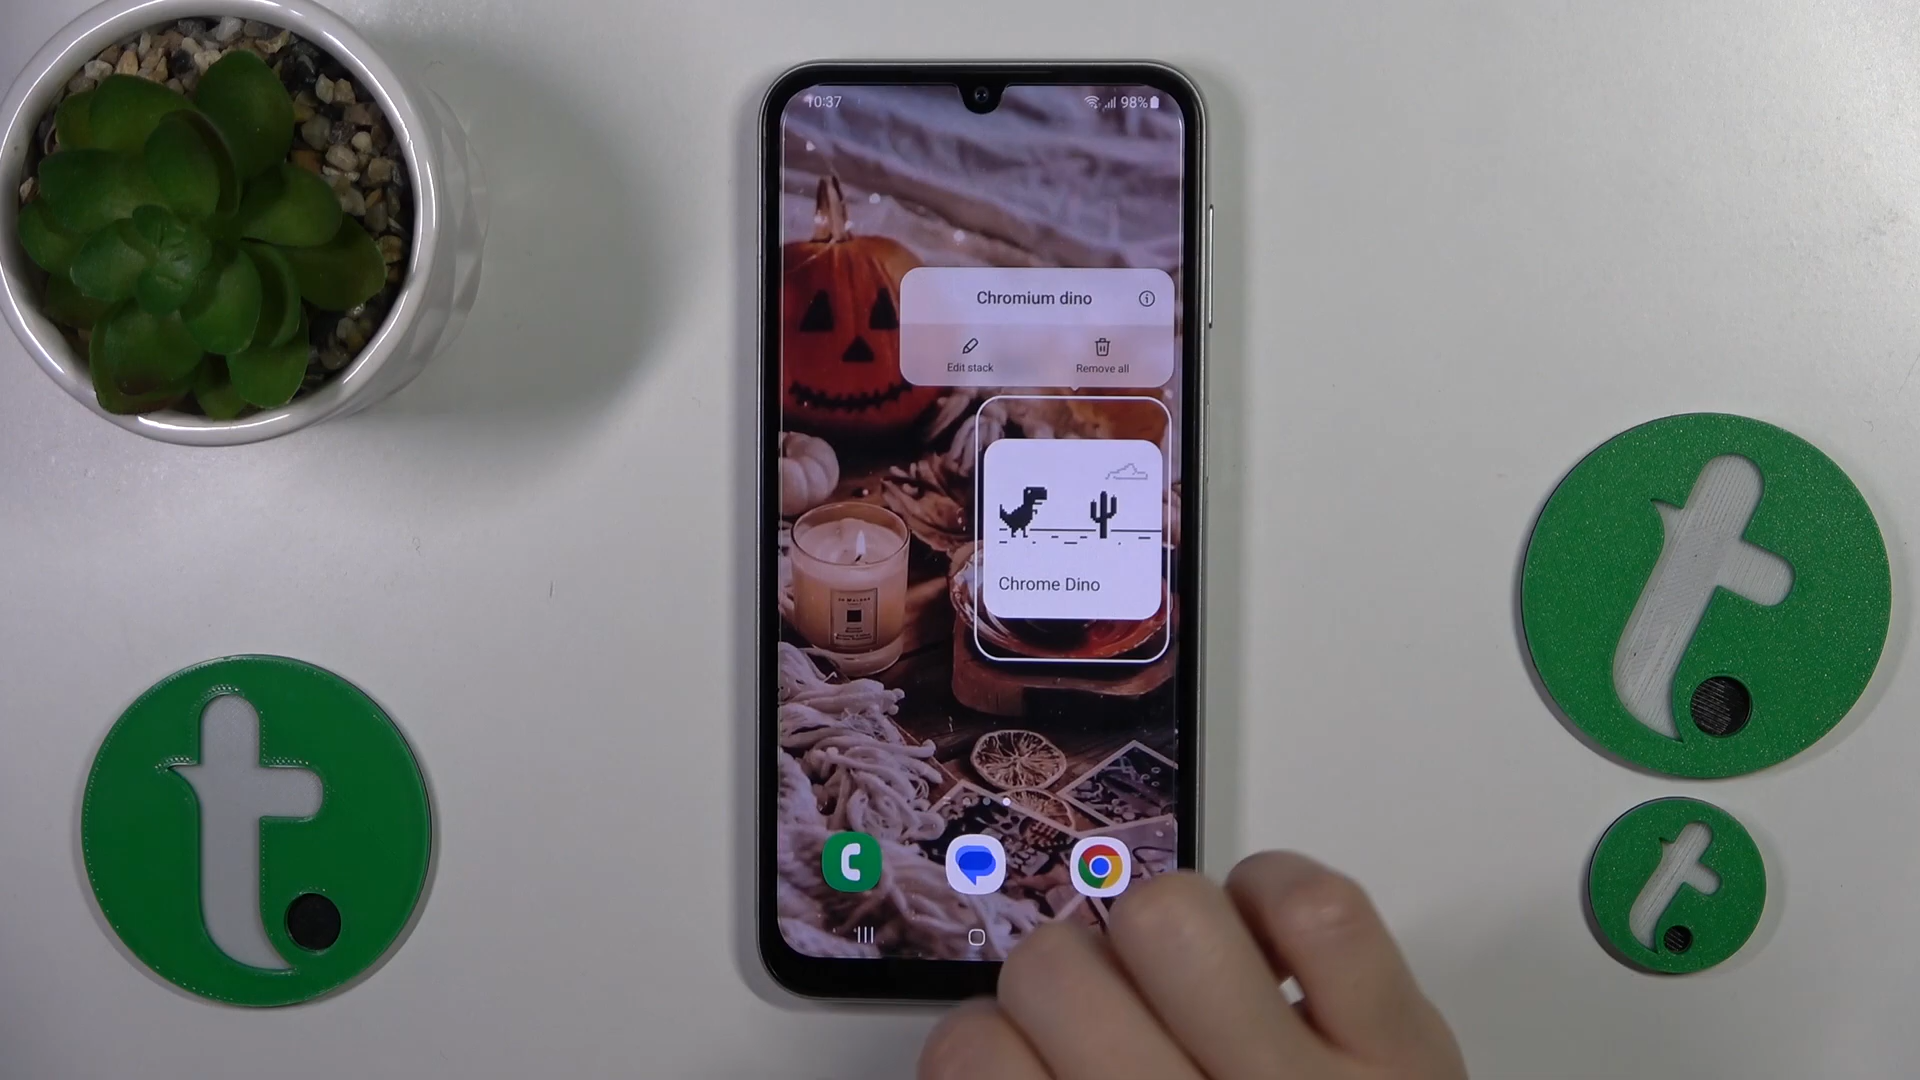 10:37
98%
Chromium dino
Edit stack
Remove all
Chrome Dino